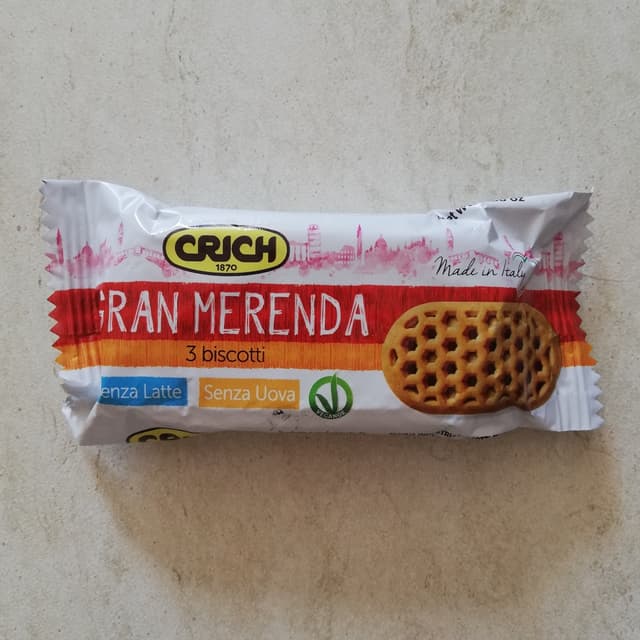 CRICH
1870
Made in Italy
GRAN MERENDA
3 biscotti
enza Latte
Senza Uova